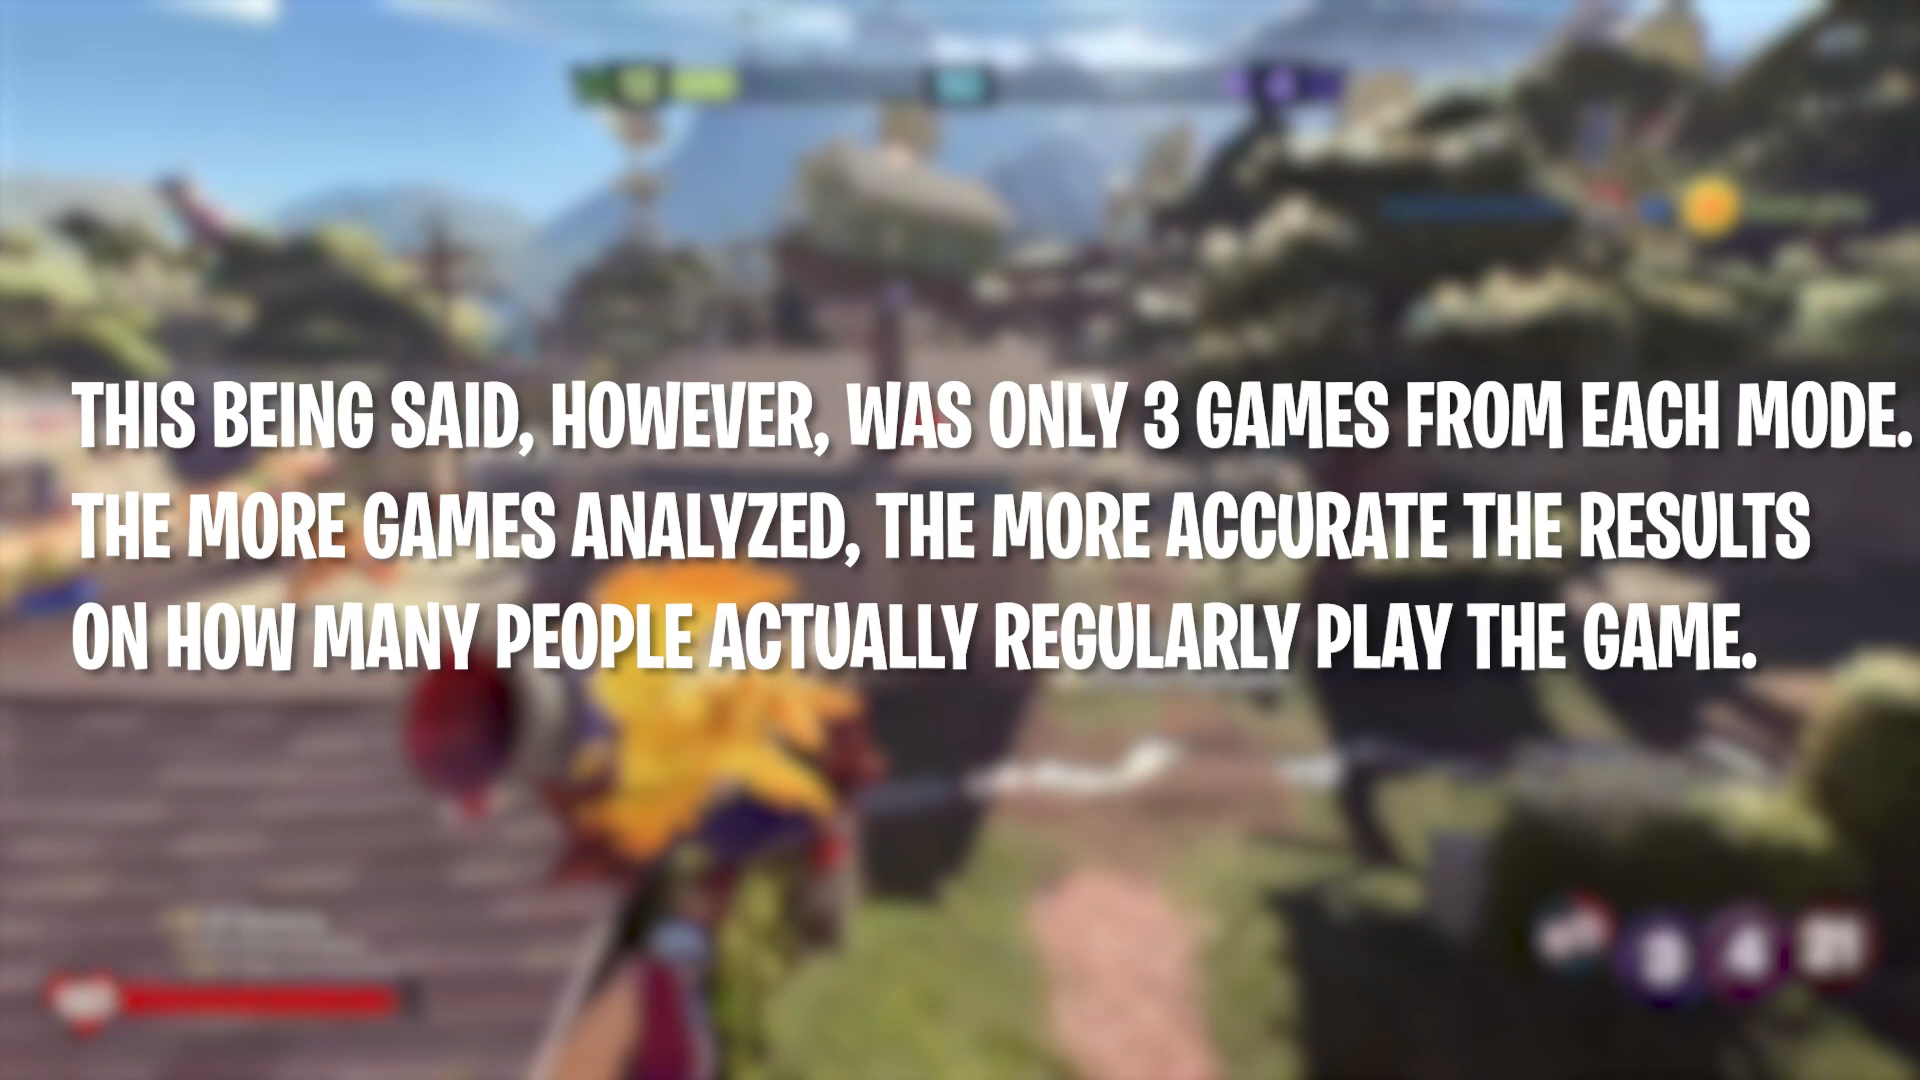 THIS BEING SAID, HOWEVER, WAS ONLY 3 GAMES FROM EACH MODE.
THE MORE GAMES ANALYZED, THE MORE ACCURATE THE RESULTS
ON HOW MANY PEOPLE ACTUALLY REGULARLY PLAY THE GAME.